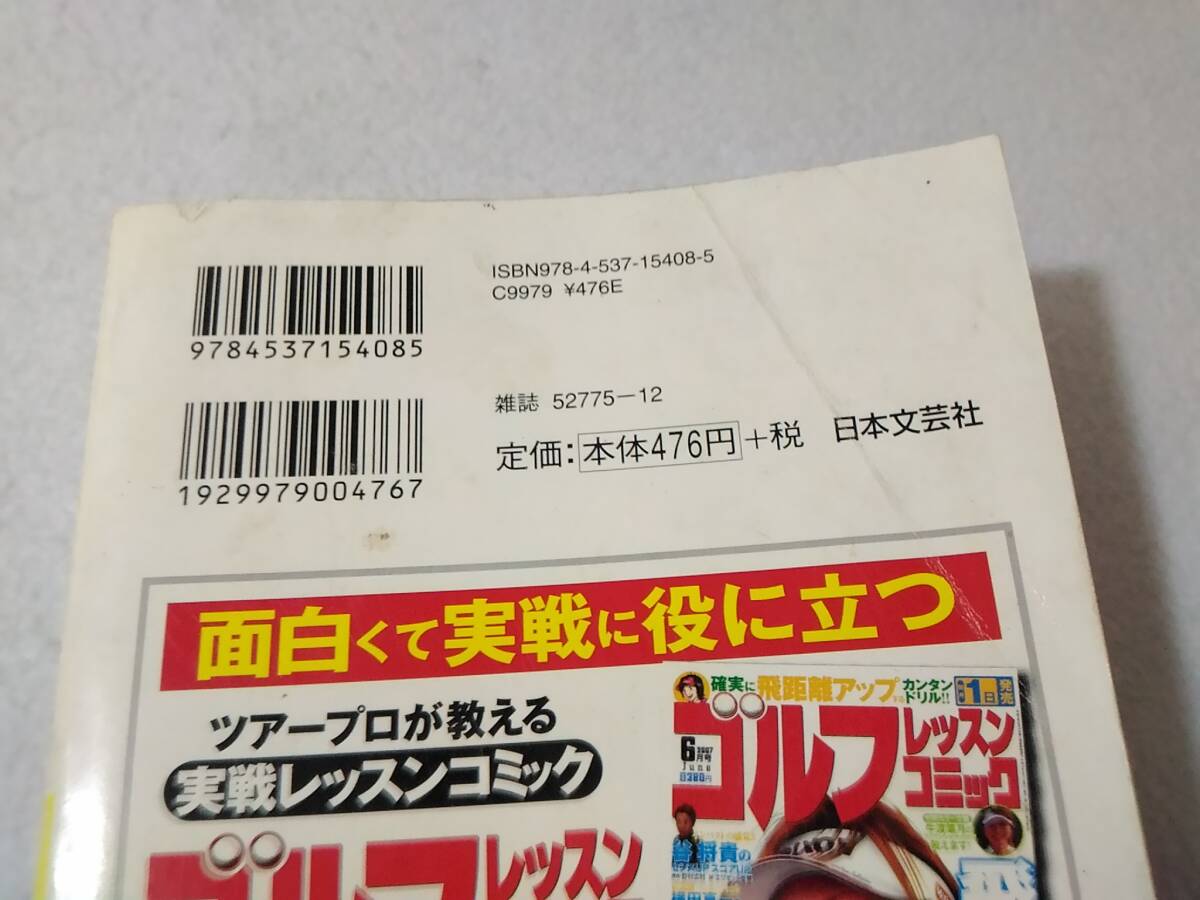 ISBN978-4-537-15408-5
C9979 ¥476E
9784537154085
雑誌 52775-12
定価:本体476円+税 日本文芸社
1929979004767
面白くて実戦に役に立つ
ツアープロが教える
実戦レッスンコミック
ゴルフレッスン
確実に飛距離アップする カンタンドリル!!
毎月1日発売
ゴルフレッスンコミック
2007
6月号
June